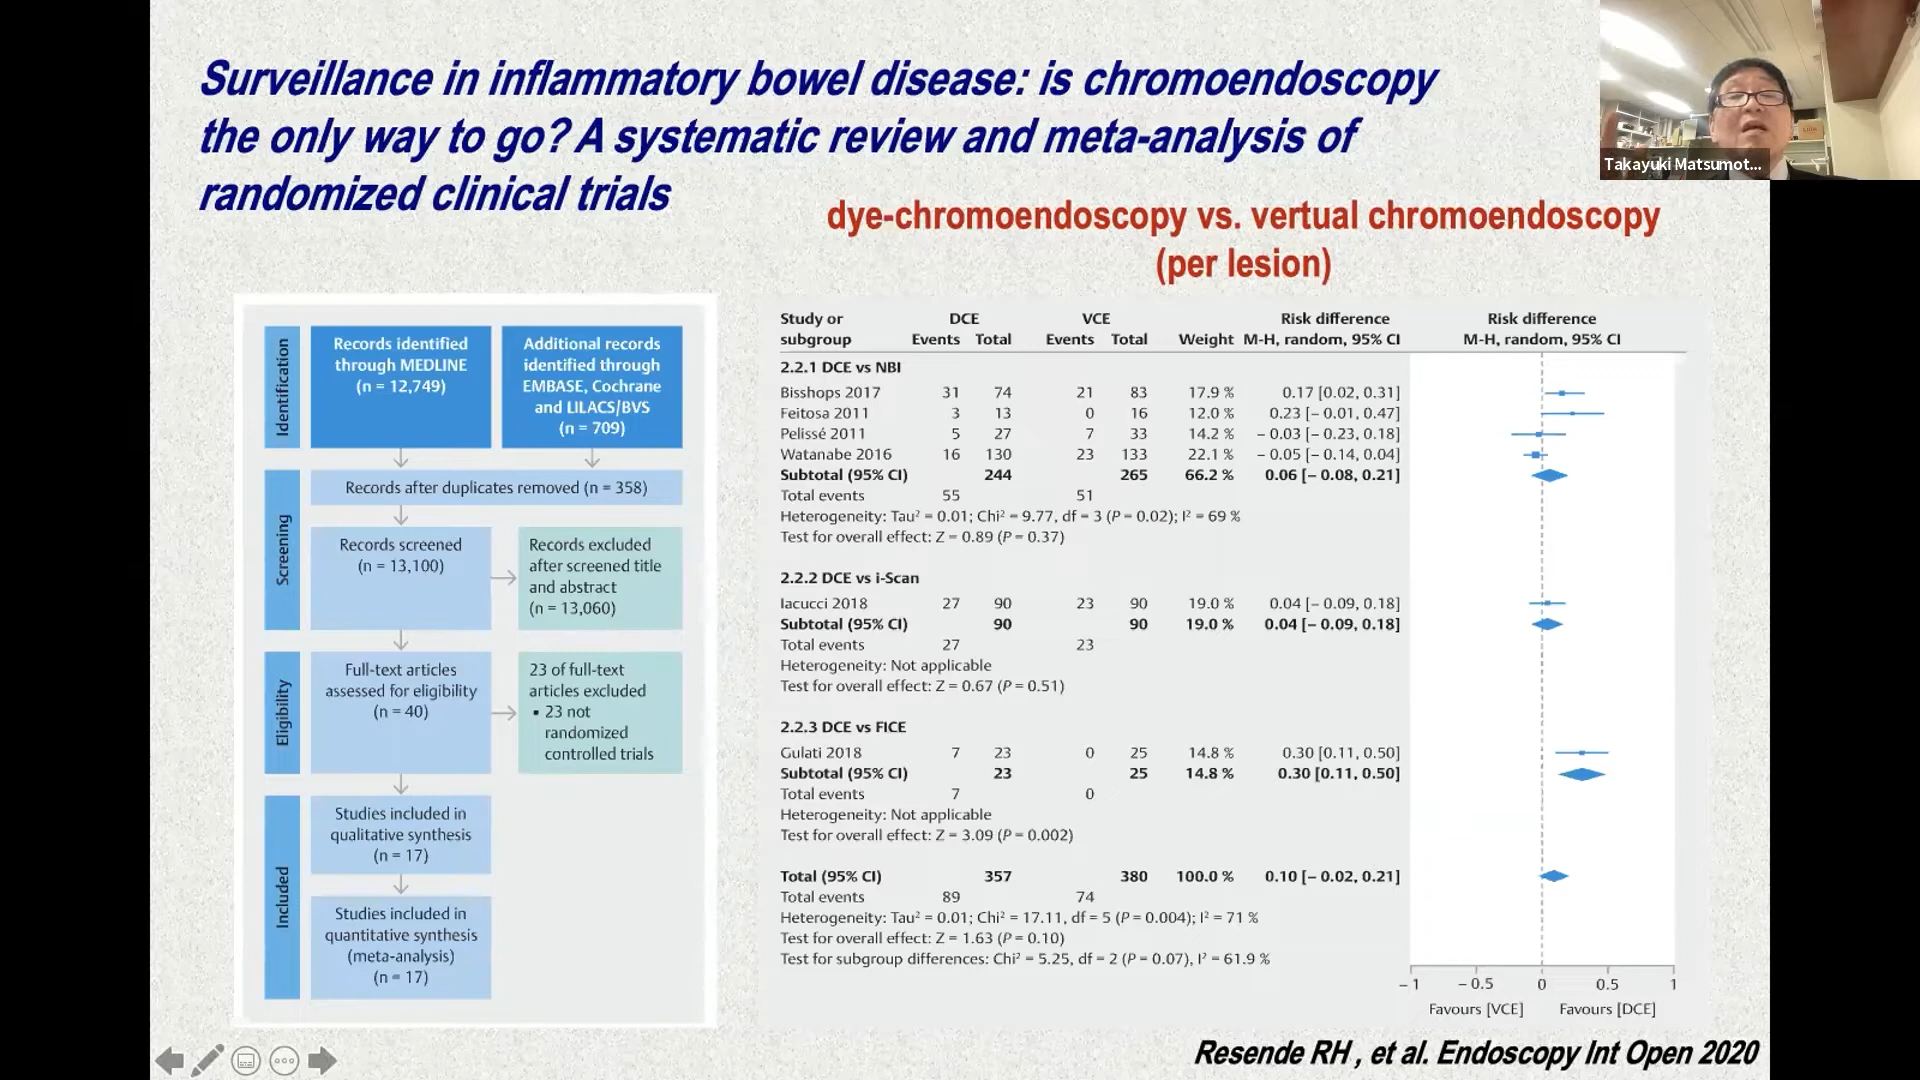 Surveillance in inflammatory bowel disease: is chromoendoscopy
the only way to go? A systematic review and meta-analysis of
randomized clinical trials
Takayuki Matsumot...
dye-chromoendoscopy vs. vertual chromoendoscopy
(per lesion)
Identification
Records identified
through MEDLINE
(n = 12,749)
Additional records
identified through
EMBASE, Cochrane
and LILACS/BVS
(n = 709)
Screening
Records after duplicates removed (n = 358)
Records screened
(n = 13,100)
Records excluded
after screened title
and abstract
(n = 13,060)
Eligibility
Full-text articles
assessed for eligibility
(n = 40)
23 of full-text
articles excluded
▪ 23 not
randomized
controlled trials
Included
Studies included in
qualitative synthesis
(n = 17)
Studies included in
quantitative synthesis
(meta-analysis)
(n = 17)
Study or DCE VCE Risk difference Risk difference
subgroup Events Total Events Total Weight M-H, random, 95% CI M-H, random, 95% CI
2.2.1 DCE vs NBI
Bisshops 2017 31 74 21 83 17.9 % 0.17 [0.02, 0.31]
Feitosa 2011 3 13 0 16 12.0 % 0.23 [– 0.01, 0.47]
Pelissé 2011 5 27 7 33 14.2 % – 0.03 [– 0.23, 0.18]
Watanabe 2016 16 130 23 133 22.1 % – 0.05 [– 0.14, 0.04]
Subtotal (95% CI) 244 265 66.2 % 0.06 [– 0.08, 0.21]
Total events 55 51
Heterogeneity: Tau² = 0.01; Chi² = 9.77, df = 3 (P = 0.02); I² = 69 %
Test for overall effect: Z = 0.89 (P = 0.37)
2.2.2 DCE vs i-Scan
Iacucci 2018 27 90 23 90 19.0 % 0.04 [– 0.09, 0.18]
Subtotal (95% CI) 90 90 19.0 % 0.04 [– 0.09, 0.18]
Total events 27 23
Heterogeneity: Not applicable
Test for overall effect: Z = 0.67 (P = 0.51)
2.2.3 DCE vs FICE
Gulati 2018 7 23 0 25 14.8 % 0.30 [0.11, 0.50]
Subtotal (95% CI) 23 25 14.8 % 0.30 [0.11, 0.50]
Total events 7 0
Heterogeneity: Not applicable
Test for overall effect: Z = 3.09 (P = 0.002)
Total (95% CI) 357 380 100.0 % 0.10 [– 0.02, 0.21]
Total events 89 74
Heterogeneity: Tau² = 0.01; Chi² = 17.11, df = 5 (P = 0.004); I² = 71 %
Test for overall effect: Z = 1.63 (P = 0.10)
Test for subgroup differences: Chi² = 5.25, df = 2 (P = 0.07), I² = 61.9 %
– 1 – 0.5 0 0.5 1
Favours [VCE] Favours [DCE]
Resende RH , et al. Endoscopy Int Open 2020